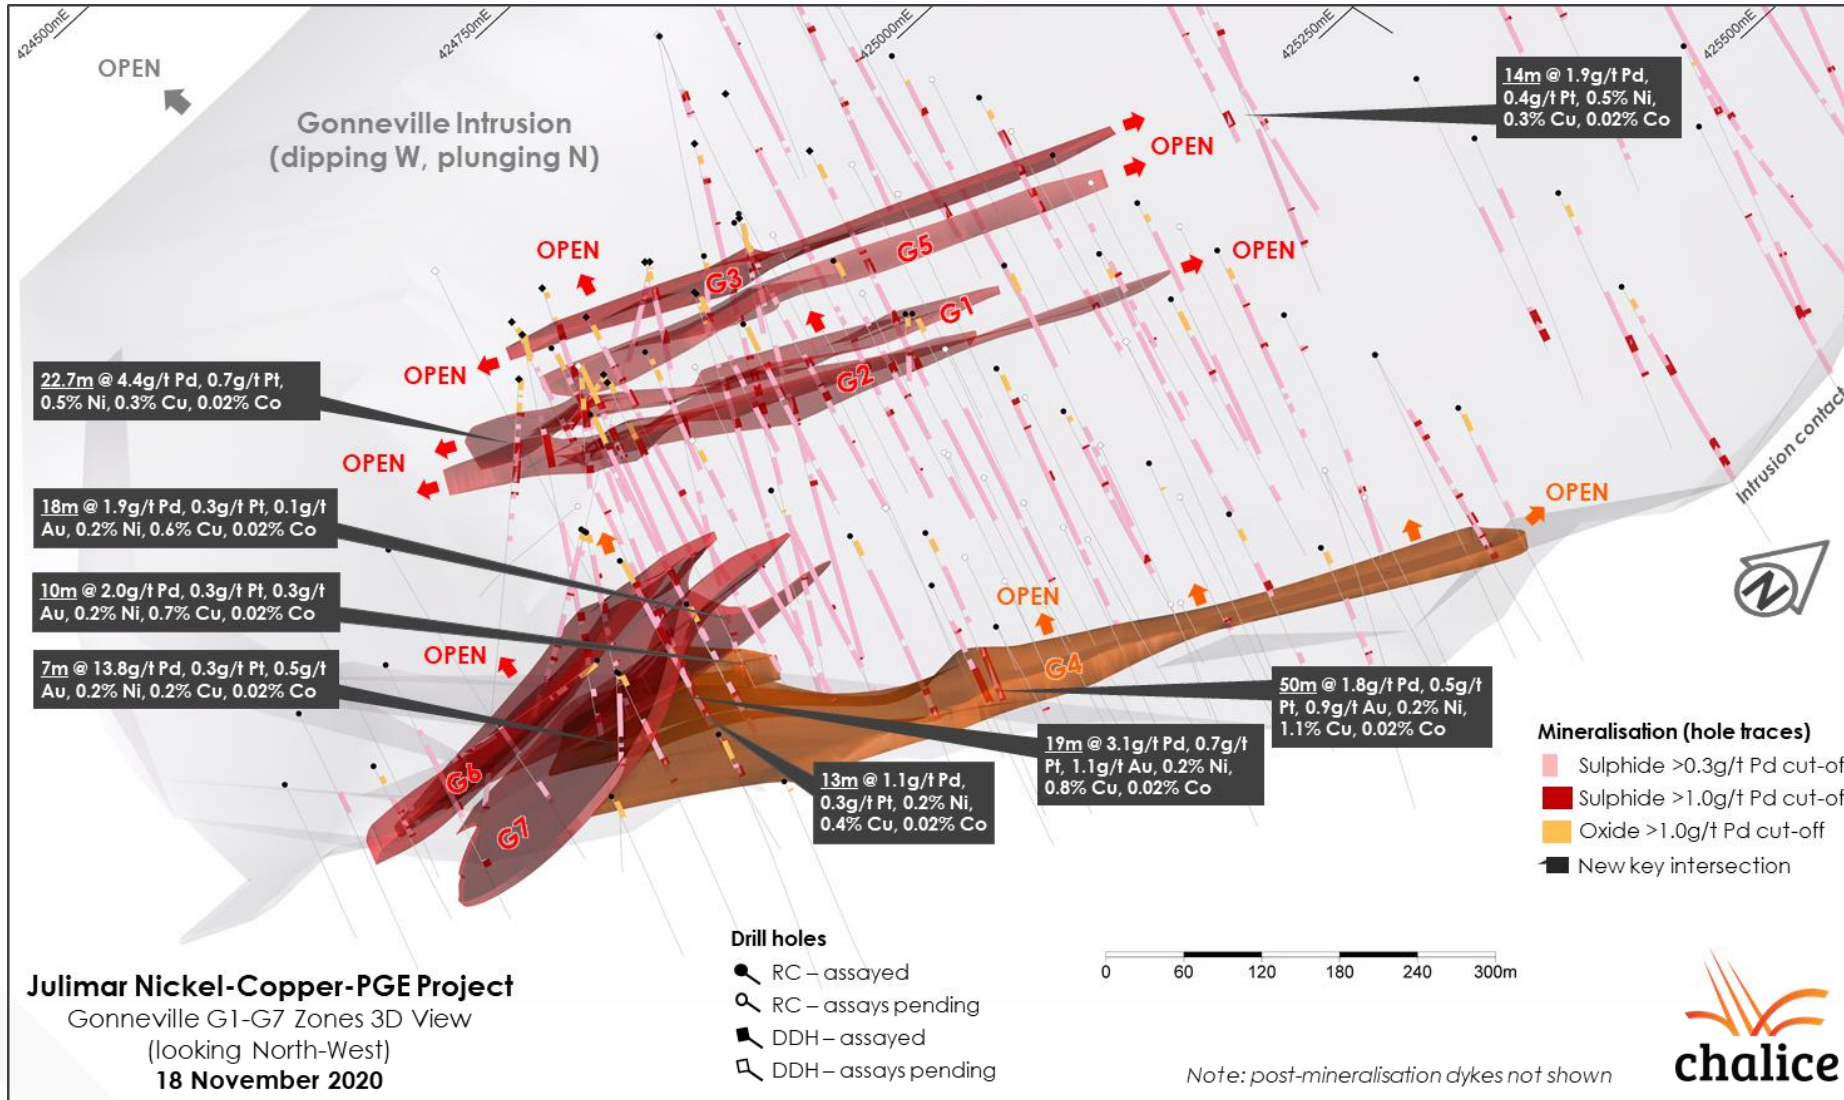 424500mE
424750mE
425000mE
425250mE
425500mE
OPEN
Gonneville Intrusion
(dipping W, plunging N)
14m @ 1.9g/t Pd,
0.4g/t Pt, 0.5% Ni,
0.3% Cu, 0.02% Co
OPEN
OPEN
OPEN
G3
G5
G1
G2
OPEN
22.7m @ 4.4g/t Pd, 0.7g/t Pt,
0.5% Ni, 0.3% Cu, 0.02% Co
OPEN
Intrusion contact
18m @ 1.9g/t Pd, 0.3g/t Pt, 0.1g/t
Au, 0.2% Ni, 0.6% Cu, 0.02% Co
OPEN
10m @ 2.0g/t Pd, 0.3g/t Pt, 0.3g/t
Au, 0.2% Ni, 0.7% Cu, 0.02% Co
OPEN
N
7m @ 13.8g/t Pd, 0.3g/t Pt, 0.5g/t
Au, 0.2% Ni, 0.2% Cu, 0.02% Co
OPEN
G4
50m @ 1.8g/t Pd, 0.5g/t
Pt, 0.9g/t Au, 0.2% Ni,
1.1% Cu, 0.02% Co
19m @ 3.1g/t Pd, 0.7g/t
Pt, 1.1g/t Au, 0.2% Ni,
0.8% Cu, 0.02% Co
13m @ 1.1g/t Pd,
0.3g/t Pt, 0.2% Ni,
0.4% Cu, 0.02% Co
G6
G7
Mineralisation (hole traces)
Sulphide >0.3g/t Pd cut-of
Sulphide >1.0g/t Pd cut-of
Oxide >1.0g/t Pd cut-off
New key intersection
Drill holes
RC – assayed
RC – assays pending
DDH – assayed
DDH – assays pending
0 60 120 180 240 300m
Julimar Nickel-Copper-PGE Project
Gonneville G1-G7 Zones 3D View
(looking North-West)
18 November 2020
Note: post-mineralisation dykes not shown
chalice